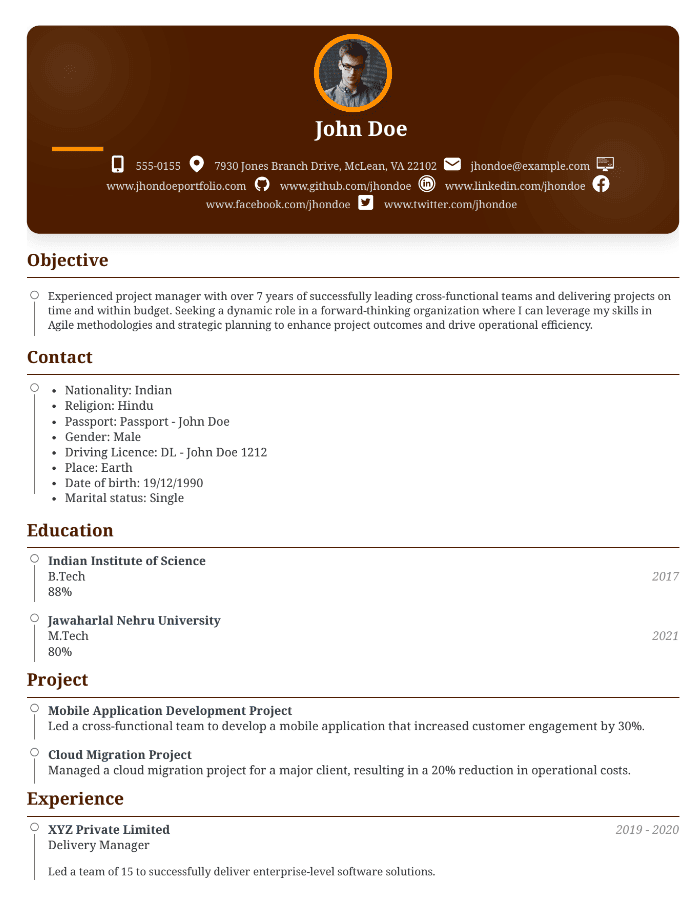 John Doe
555-0155 7930 Jones Branch Drive, McLean, VA 22102 jhondoe@example.com
www.jhondoeportfolio.com www.github.com/jhondoe www.linkedin.com/jhondoe
www.facebook.com/jhondoe www.twitter.com/jhondoe
Objective
Experienced project manager with over 7 years of successfully leading cross-functional teams and delivering projects on
time and within budget. Seeking a dynamic role in a forward-thinking organization where I can leverage my skills in
Agile methodologies and strategic planning to enhance project outcomes and drive operational efficiency.
Contact
• Nationality: Indian
• Religion: Hindu
• Passport: Passport - John Doe
• Gender: Male
• Driving Licence: DL - John Doe 1212
• Place: Earth
• Date of birth: 19/12/1990
• Marital status: Single
Education
Indian Institute of Science
B.Tech 2017
88%
Jawaharlal Nehru University
M.Tech 2021
80%
Project
Mobile Application Development Project
Led a cross-functional team to develop a mobile application that increased customer engagement by 30%.
Cloud Migration Project
Managed a cloud migration project for a major client, resulting in a 20% reduction in operational costs.
Experience
XYZ Private Limited 2019 - 2020
Delivery Manager
Led a team of 15 to successfully deliver enterprise-level software solutions.